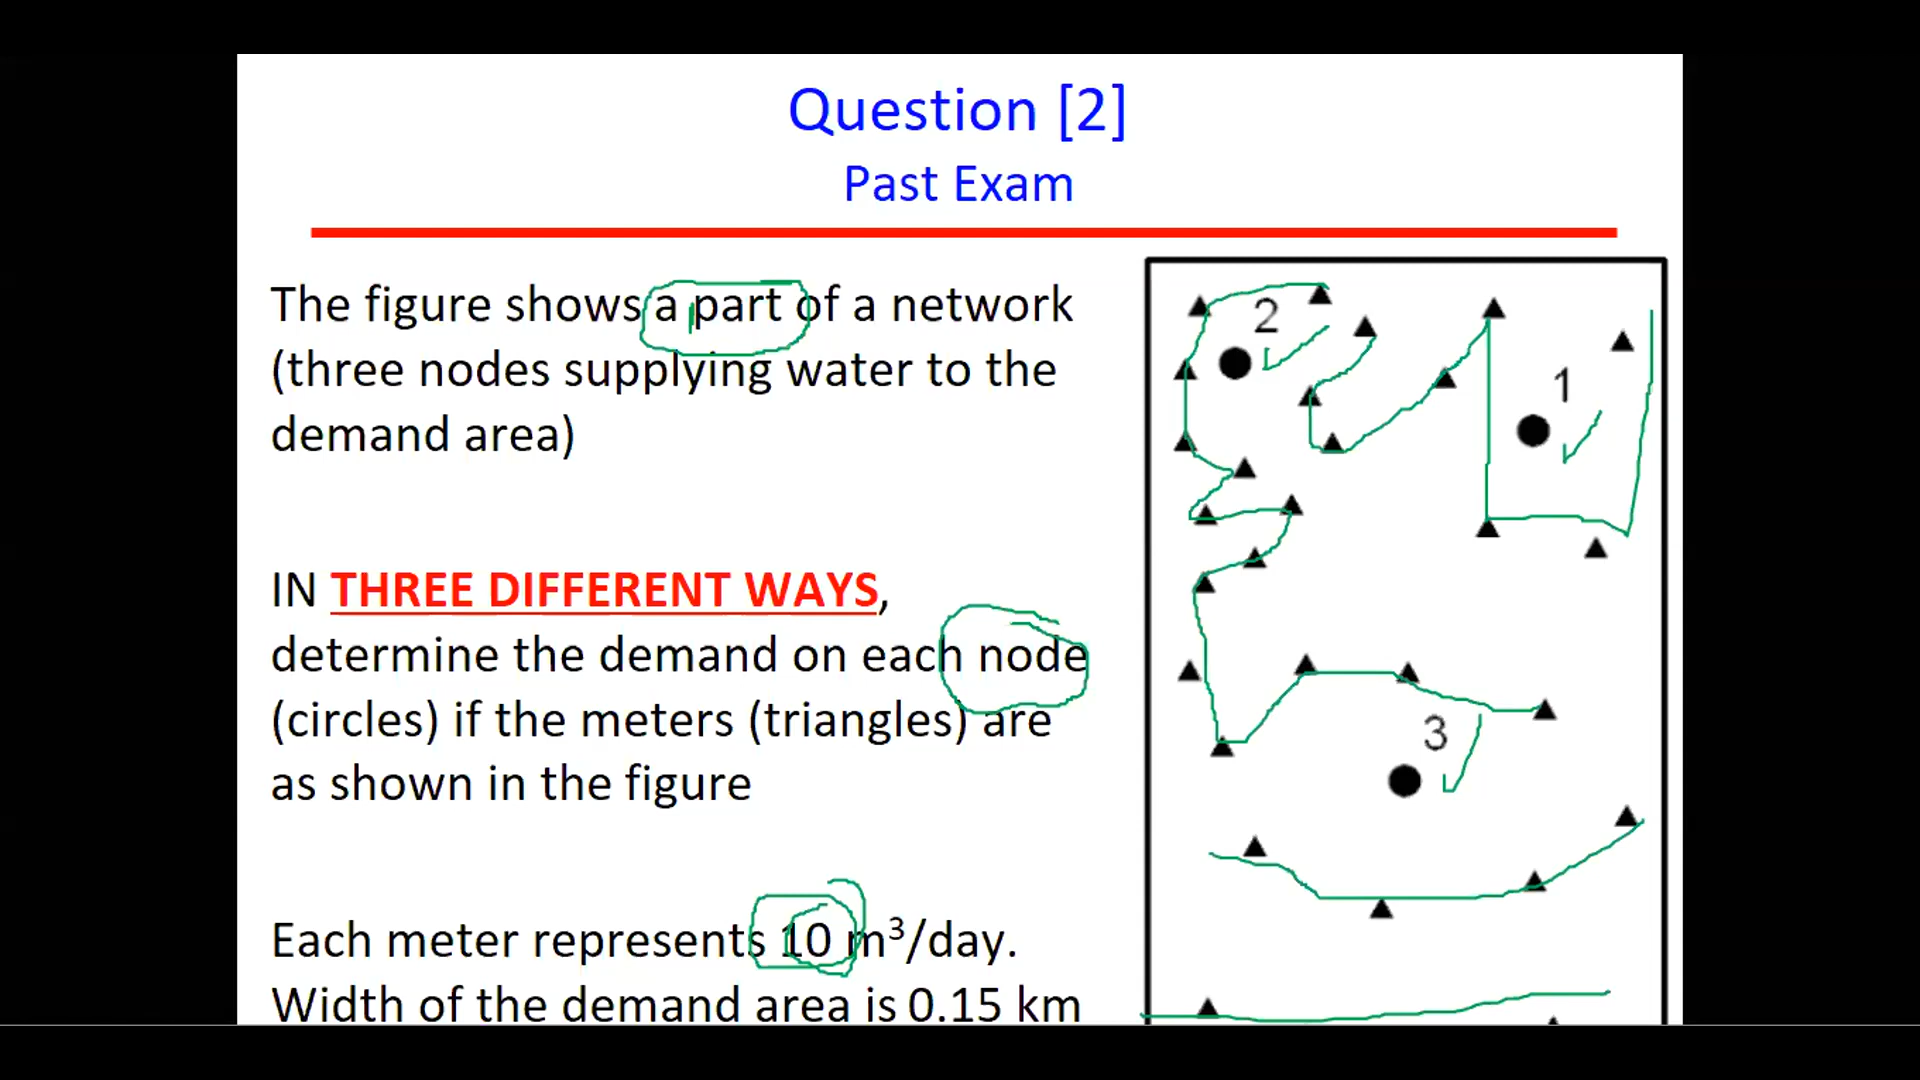 Question [2]
Past Exam
The figure shows a part of a network
(three nodes supplying water to the
demand area)
IN THREE DIFFERENT WAYS,
determine the demand on each node
(circles) if the meters (triangles) are
as shown in the figure
Each meter represents 10 m³/day.
Width of the demand area is 0.15 km
2
1
3